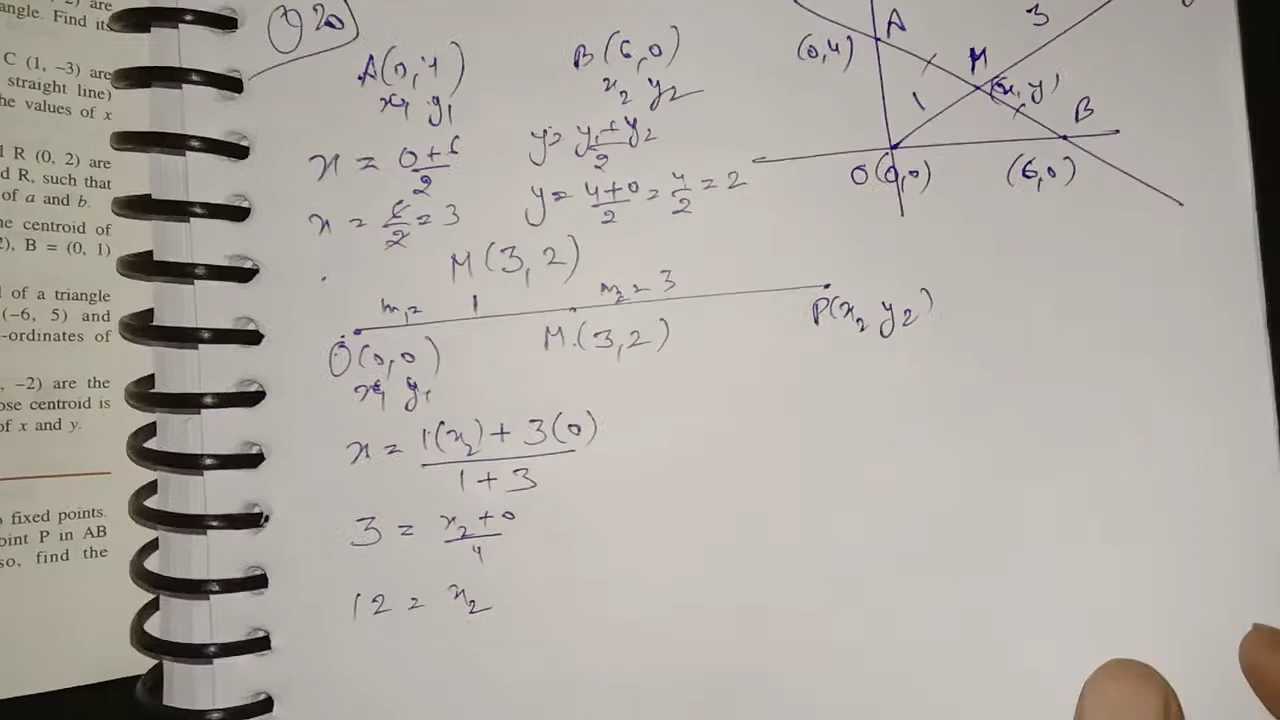 , 2) are
angle. Find its
C (1, −3) are
straight line)
he values of x
R (0, 2) are
d R, such that
of a and b.
e centroid of
2), B = (0, 1)
of a triangle
(−6, 5) and
-ordinates of
, −2) are the
ose centroid is
of x and y.
fixed points.
oint P in AB
so, find the
Q 20
A(0,4)
x₁ y₁
B(6,0)
x₂ y₂
x = 0+6/2
y = y₁+y₂/2
x = 6/2 = 3
y = 4+0/2 = 4/2 = 2
M(3,2)
m₁= 1
m₂ = 3
O(0,0)
x₁ y₁
M.(3,2)
P(x₂ y₂)
x = 1(x₂) + 3(0)/1 + 3
3 = x₂ + 0/4
12 = x₂
3
A
(0,4)
M
(x,y)
1
B
O(0,0)
(6,0)